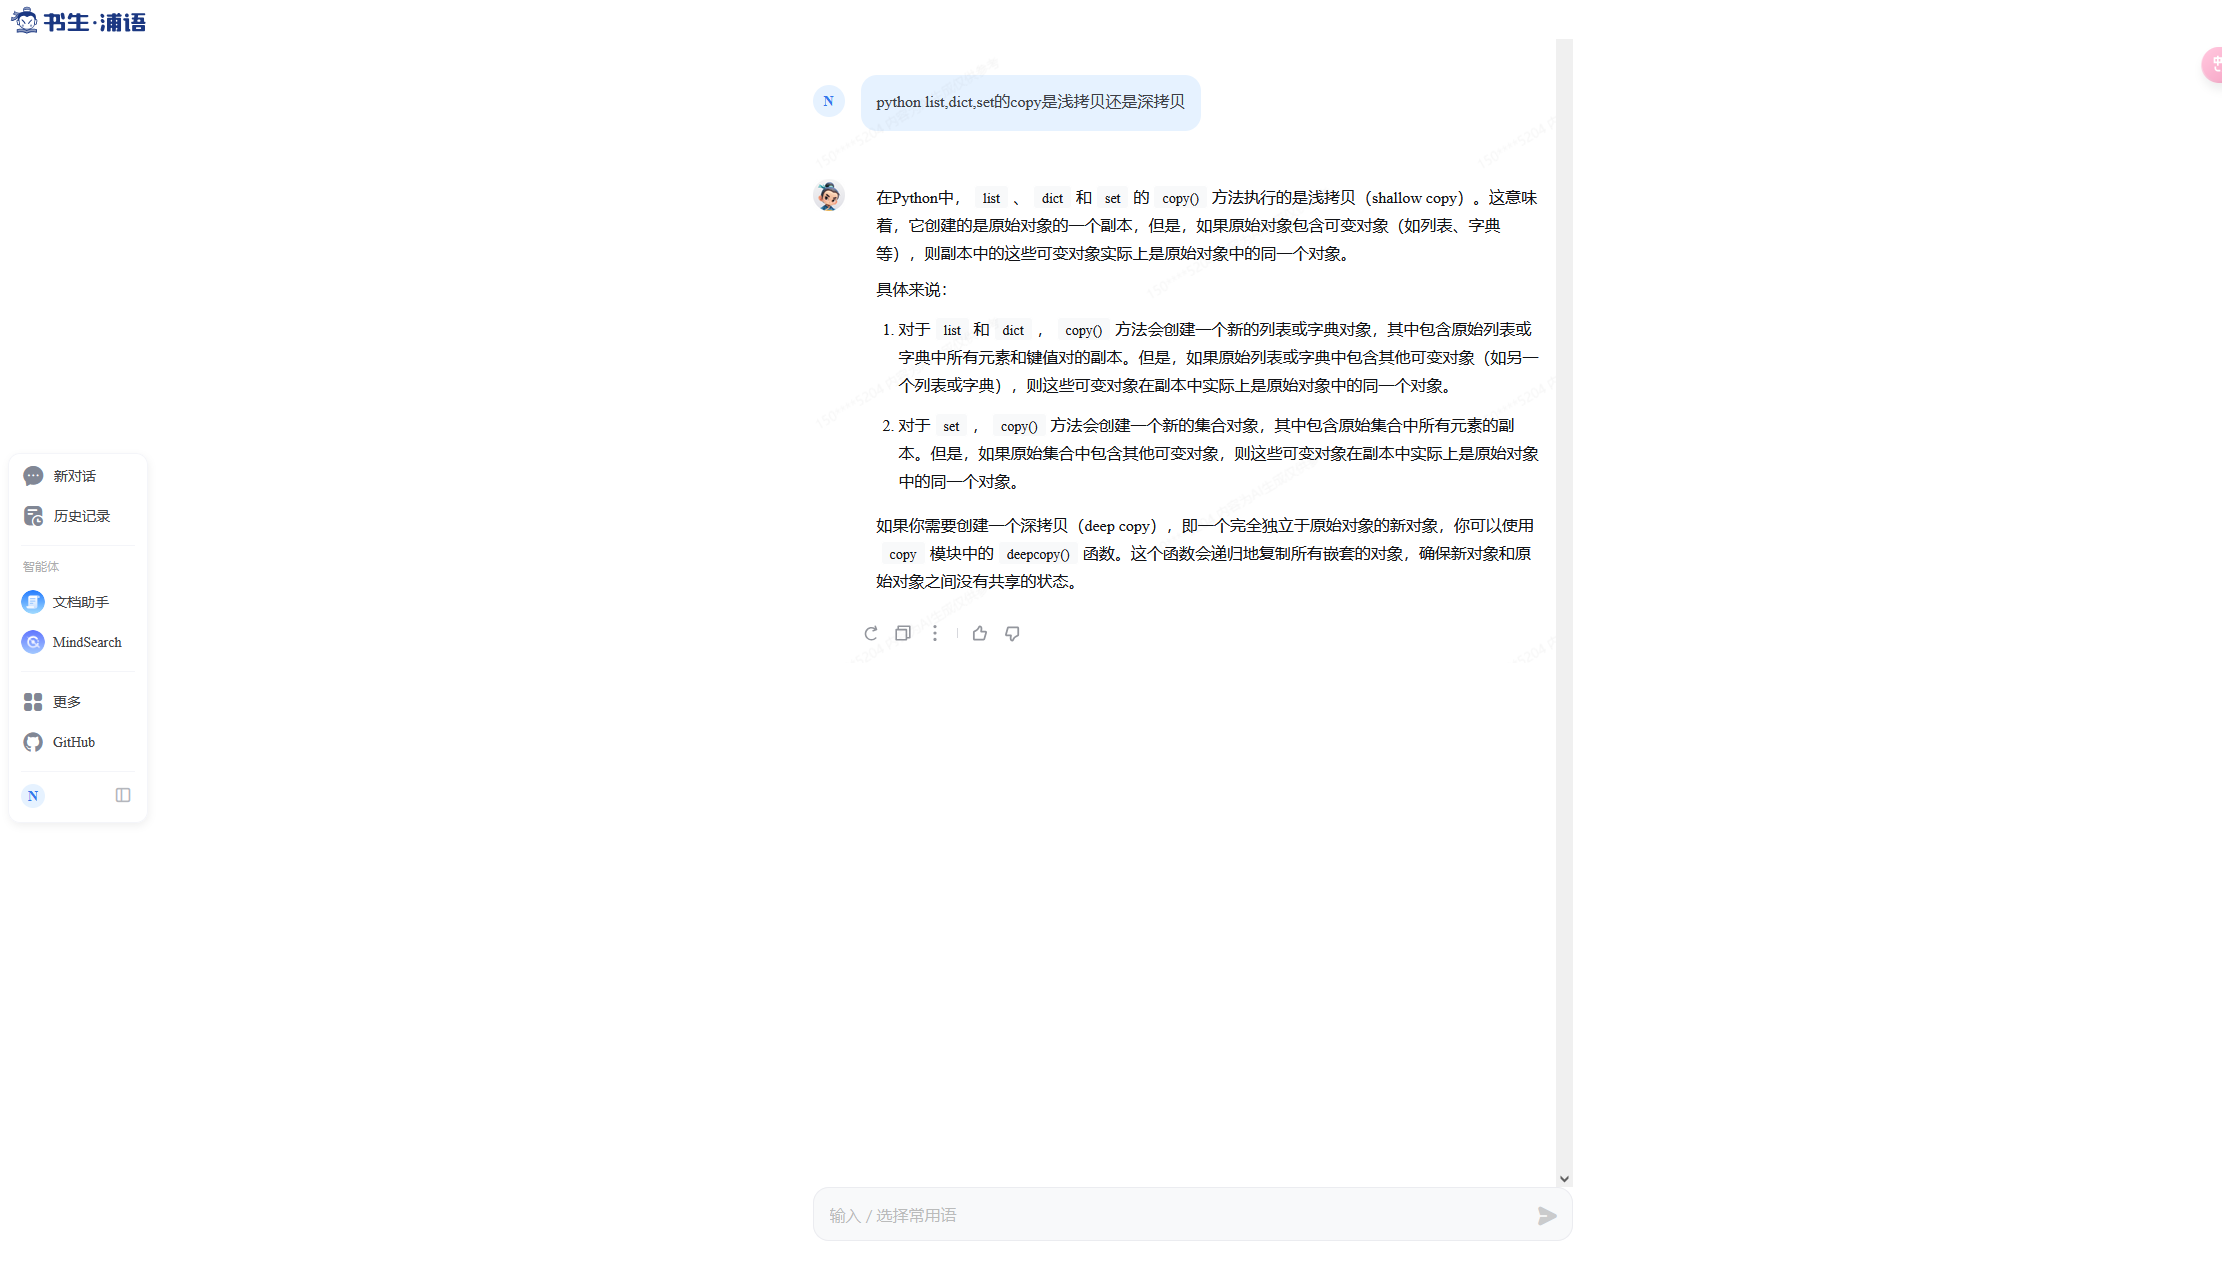 书生·浦语
N
python list,dict,set的copy是浅拷贝还是深拷贝
在Python中， list 、 dict 和 set 的 copy() 方法执行的是浅拷贝（shallow copy）。这意味
着，它创建的是原始对象的一个副本，但是，如果原始对象包含可变对象（如列表、字典
等），则副本中的这些可变对象实际上是原始对象中的同一个对象。
具体来说：
1. 对于 list 和 dict ， copy() 方法会创建一个新的列表或字典对象，其中包含原始列表或
字典中所有元素和键值对的副本。但是，如果原始列表或字典中包含其他可变对象（如另一
个列表或字典），则这些可变对象在副本中实际上是原始对象中的同一个对象。
2. 对于 set ， copy() 方法会创建一个新的集合对象，其中包含原始集合中所有元素的副
本。但是，如果原始集合中包含其他可变对象，则这些可变对象在副本中实际上是原始对象
中的同一个对象。
如果你需要创建一个深拷贝（deep copy），即一个完全独立于原始对象的新对象，你可以使用
copy 模块中的 deepcopy() 函数。这个函数会递归地复制所有嵌套的对象，确保新对象和原
始对象之间没有共享的状态。
新对话
历史记录
智能体
文档助手
MindSearch
更多
GitHub
N
输入 / 选择常用语